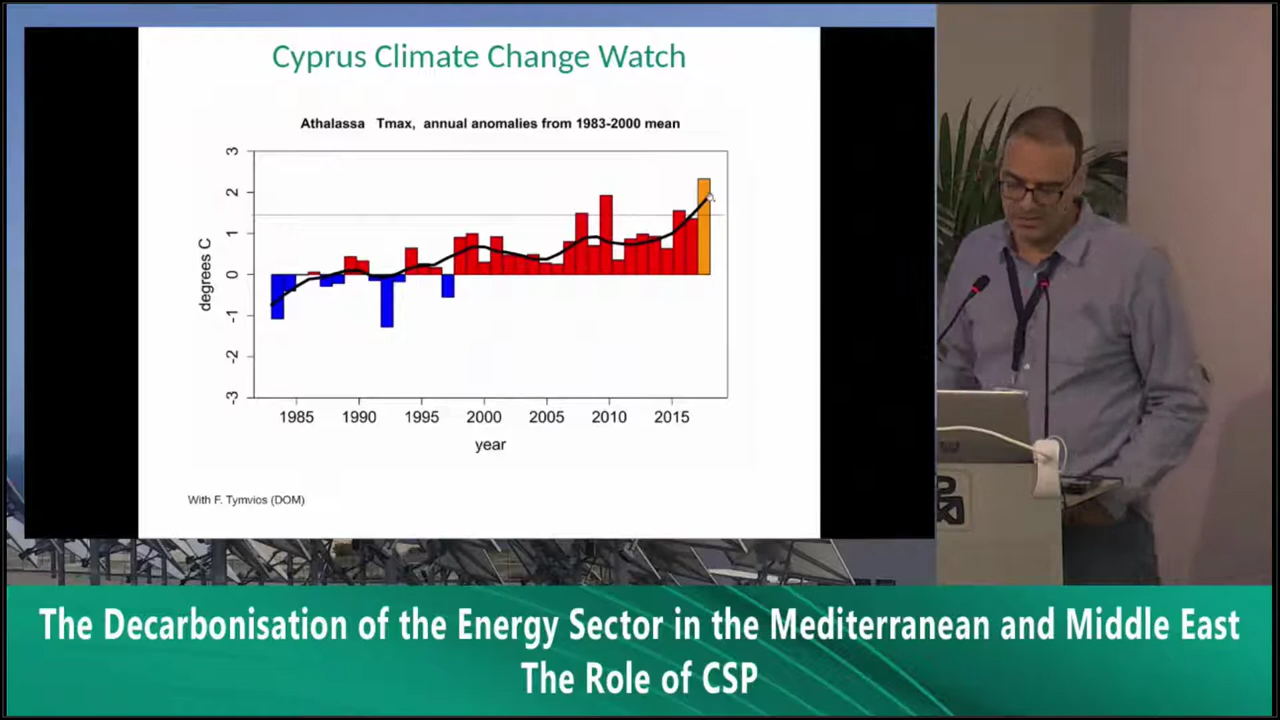 Cyprus Climate Change Watch
Athalassa Tmax, annual anomalies from 1983-2000 mean
3
2
1
0
-1
-2
-3
degrees C
1985 1990 1995 2000 2005 2010 2015
year
With F. Tymvios (DOM)
The Decarbonisation of the Energy Sector in the Mediterranean and Middle East
The Role of CSP